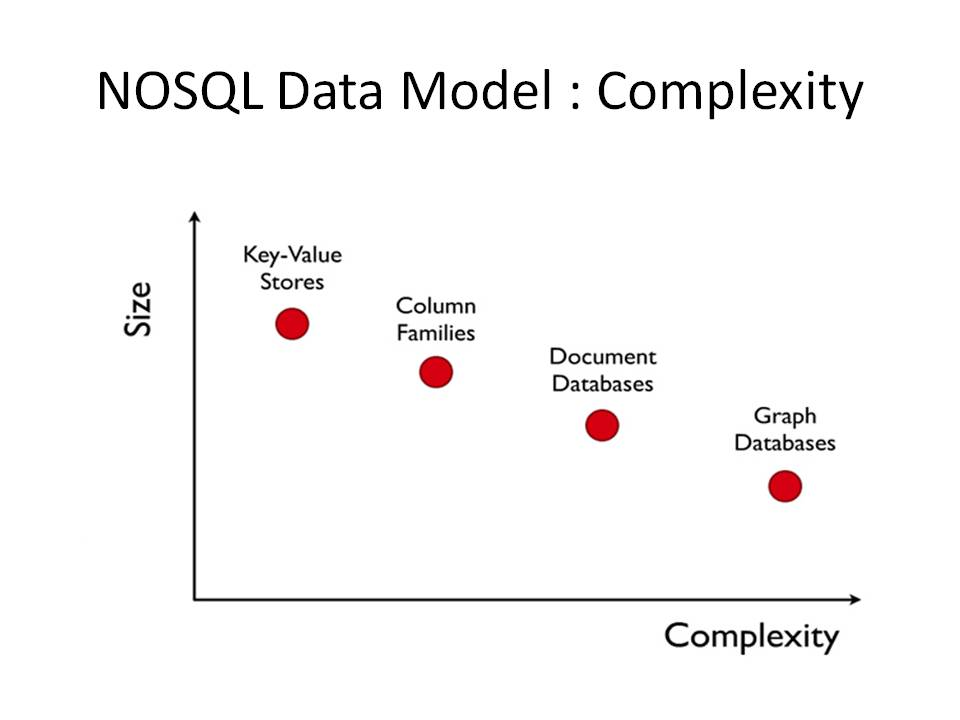 NOSQL Data Model : Complexity
Size
Key-Value
Stores
Column
Families
Document
Databases
Graph
Databases
Complexity